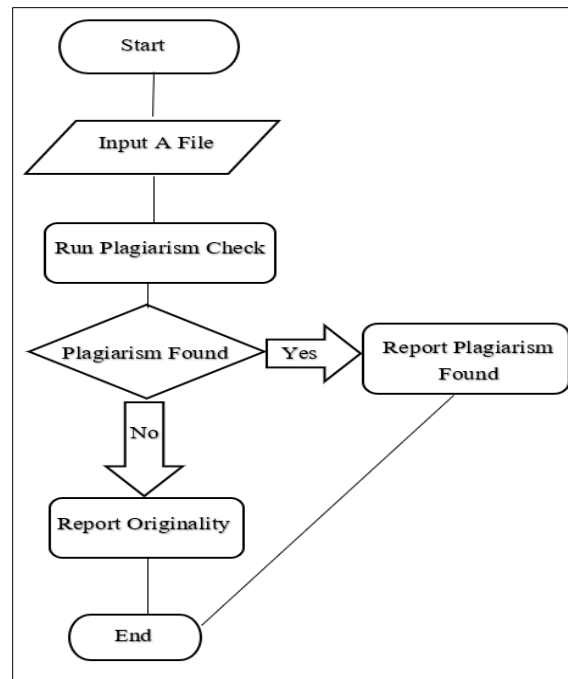 Start
Input A File
Run Plagiarism Check
Plagiarism Found
Yes
Report Plagiarism
Found
No
Report Originality
End